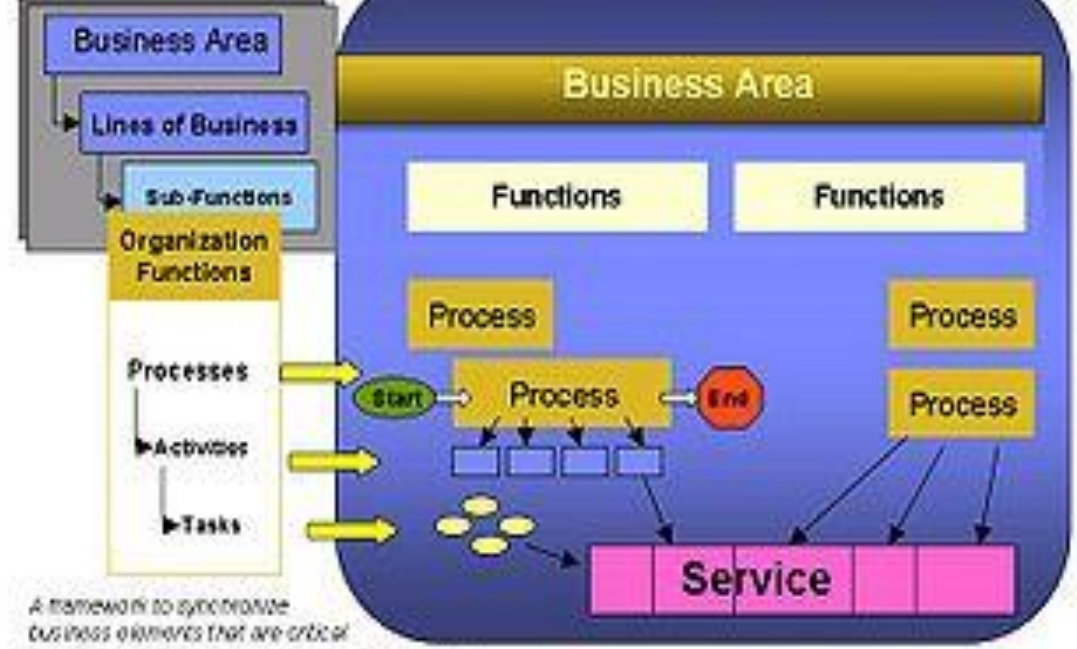 Business Area
Lines of Business
Sub-Functions
Organization
Functions
Processes
Activities
Tasks
A framework to synchronize
business elements that are critical
Business Area
Functions
Functions
Process
Process
Start
Process
End
Process
Service